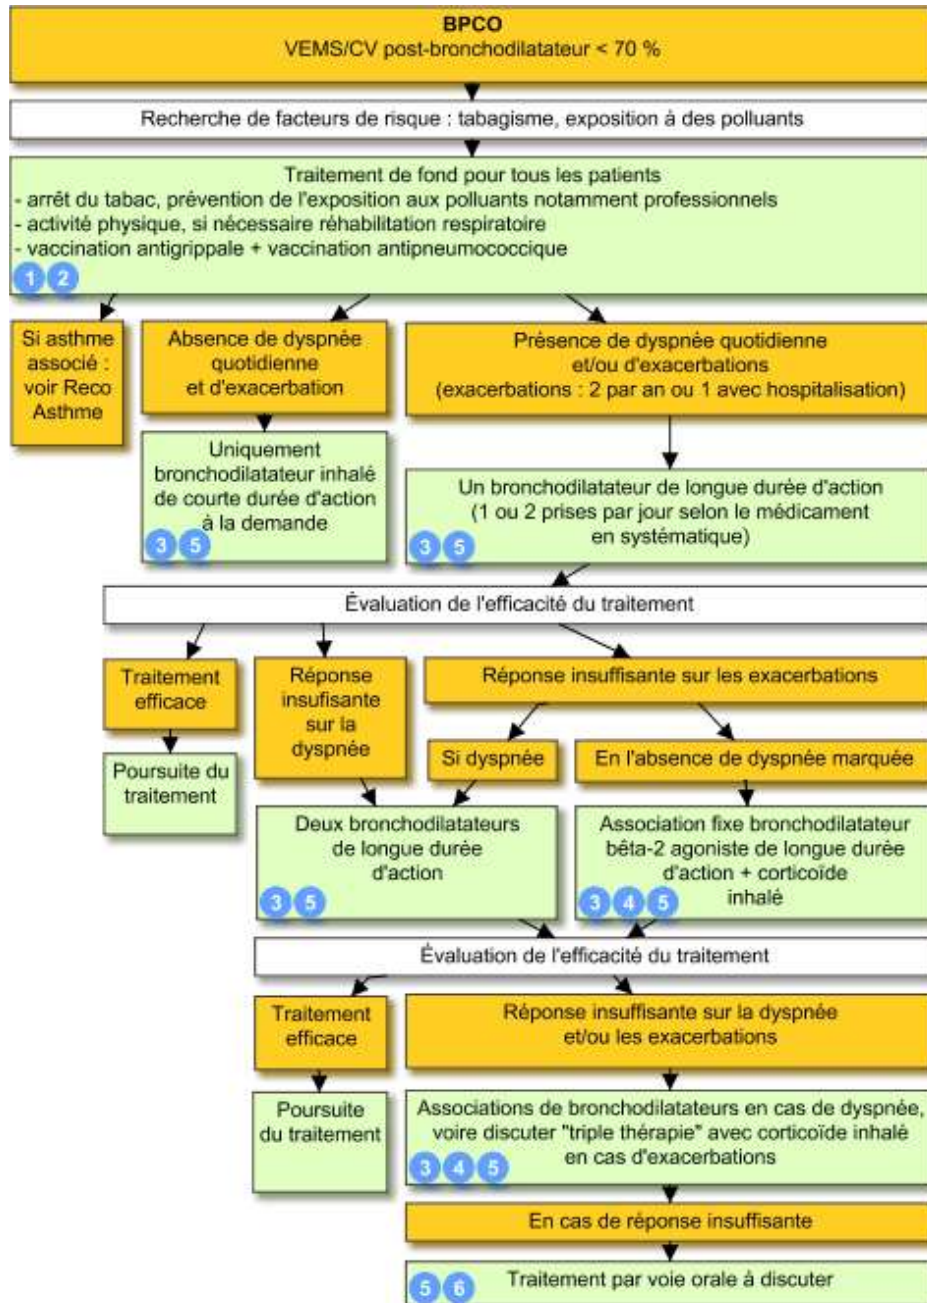 BPCO
VEMS/CV post-bronchodilatateur < 70 %
Recherche de facteurs de risque : tabagisme, exposition à des polluants
Traitement de fond pour tous les patients
- arrêt du tabac, prévention de l'exposition aux polluants notamment professionnels
- activité physique, si nécessaire réhabilitation respiratoire
- vaccination antigrippale + vaccination antipneumococcique
1 2
Si asthme
associé :
voir Reco
Asthme
Absence de dyspnée
quotidienne
et d'exacerbation
Présence de dyspnée quotidienne
et/ou d'exacerbations
(exacerbations : 2 par an ou 1 avec hospitalisation)
Uniquement
bronchodilatateur inhalé
de courte durée d'action
à la demande
3 5
Un bronchodilatateur de longue durée d'action
(1 ou 2 prises par jour selon le médicament
en systématique)
3 5
Évaluation de l'efficacité du traitement
Traitement
efficace
Réponse
insufisante
sur la
dyspnée
Réponse insuffisante sur les exacerbations
Si dyspnée
En l'absence de dyspnée marquée
Poursuite du
traitement
Deux bronchodilatateurs
de longue durée
d'action
3 5
Association fixe bronchodilatateur
bêta-2 agoniste de longue durée
d'action + corticoïde
inhalé
3 4 5
Évaluation de l'efficacité du traitement
Traitement
efficace
Réponse insuffisante sur la dyspnée
et/ou les exacerbations
Poursuite
du traitement
Associations de bronchodilatateurs en cas de dyspnée,
voire discuter "triple thérapie" avec corticoïde inhalé
en cas d'exacerbations
3 4 5
En cas de réponse insuffisante
Traitement par voie orale à discuter
5 6